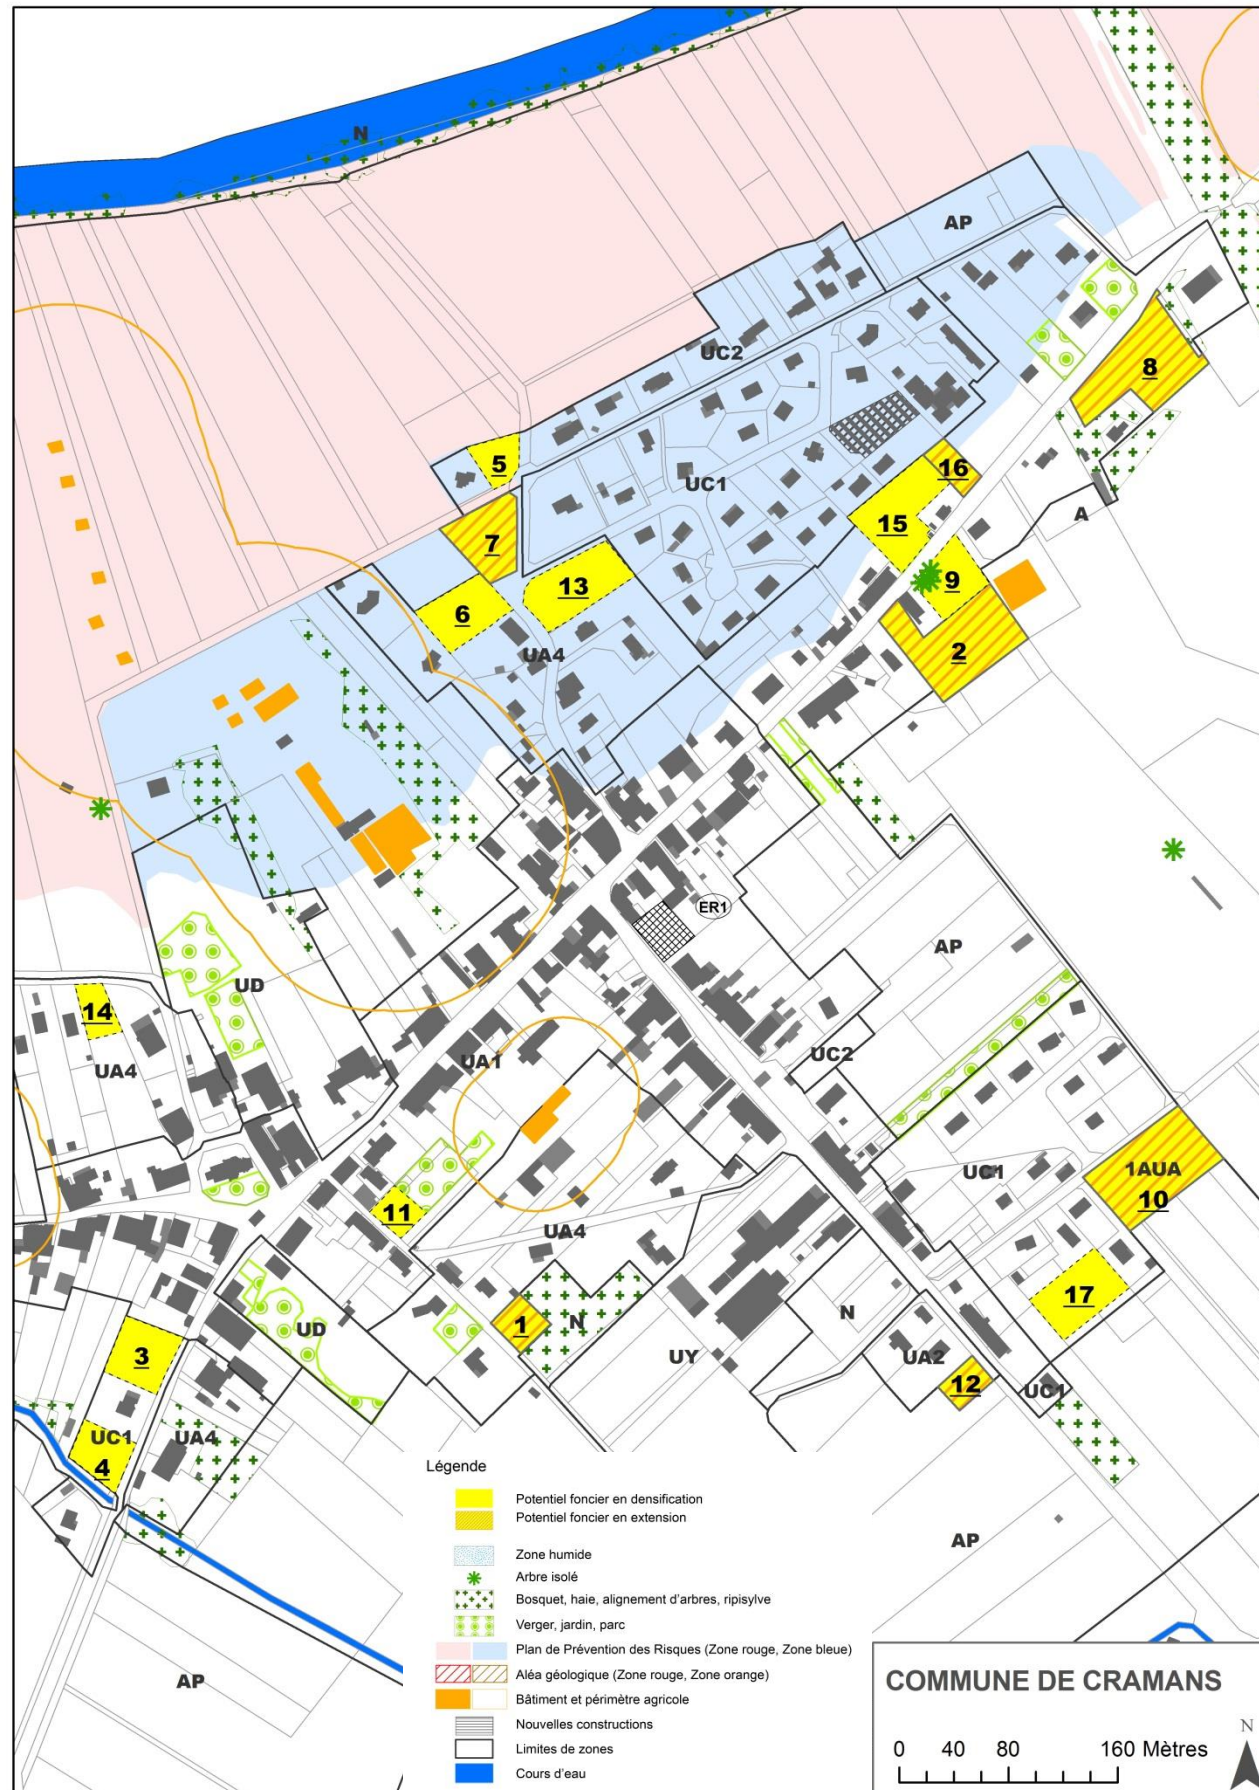 N
AP
UC2
8
5
16
UC1
15
A
7
9
13
6
2
UA4
ER1
AP
UD
14
UA1
UC2
UA4
1AUA
UC1
10
11
UA4
17
1
N
UD
N
3
UY
UA2
12
UC1
UC1
UA4
4
Légende
Potentiel foncier en densification
Potentiel foncier en extension
Zone humide
Arbre isolé
Bosquet, haie, alignement d'arbres, ripisylve
Verger, jardin, parc
Plan de Prévention des Risques (Zone rouge, Zone bleue)
Aléa géologique (Zone rouge, Zone orange)
Bâtiment et périmètre agricole
Nouvelles constructions
Limites de zones
Cours d'eau
AP
AP
COMMUNE DE CRAMANS
N
0 40 80 160 Mètres